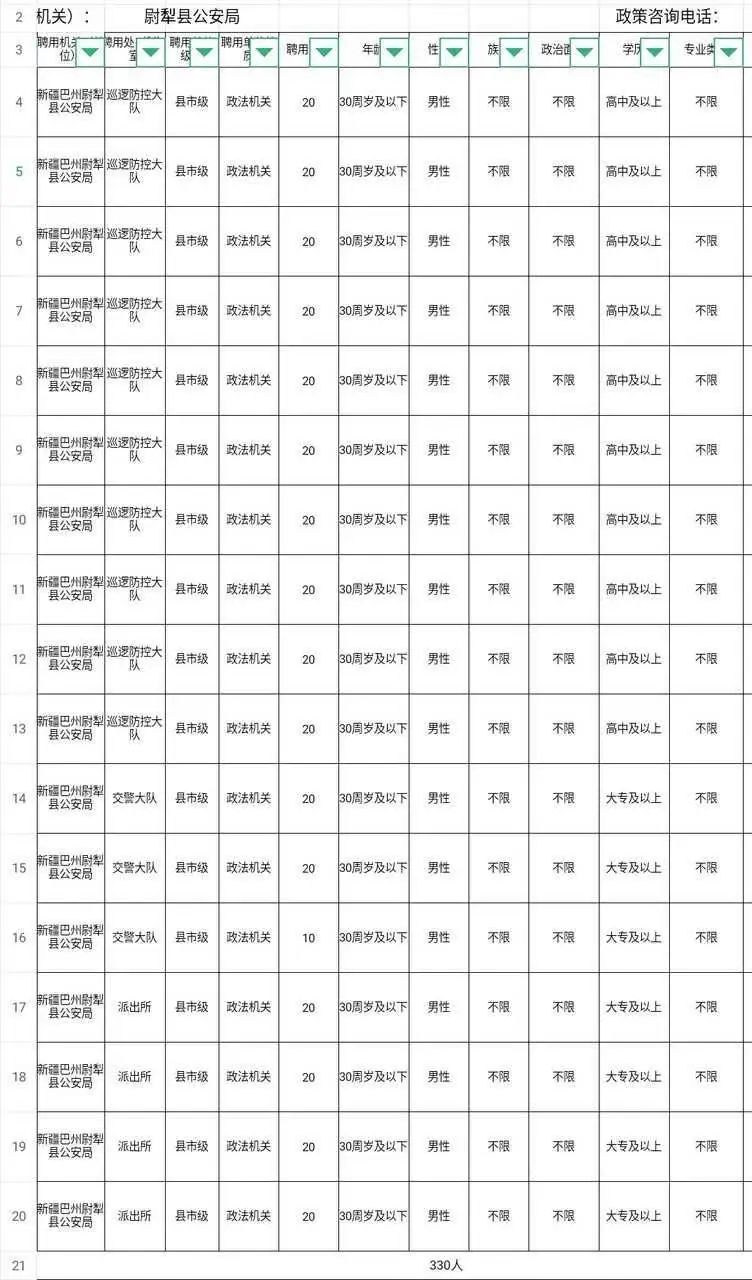 2 机关）： 尉犁县公安局 政策咨询电话：
3 聘用机关 位） 聘用 级 聘用 年龄 性 族 政治面 学历 专业类
4 新疆巴州尉犁县公安局 巡逻防控大队 县市级 政法机关 20 30周岁及以下 男性 不限 不限 高中及以上 不限
5 新疆巴州尉犁县公安局 巡逻防控大队 县市级 政法机关 20 30周岁及以下 男性 不限 不限 高中及以上 不限
6 新疆巴州尉犁县公安局 巡逻防控大队 县市级 政法机关 20 30周岁及以下 男性 不限 不限 高中及以上 不限
7 新疆巴州尉犁县公安局 巡逻防控大队 县市级 政法机关 20 30周岁及以下 男性 不限 不限 高中及以上 不限
8 新疆巴州尉犁县公安局 巡逻防控大队 县市级 政法机关 20 30周岁及以下 男性 不限 不限 高中及以上 不限
9 新疆巴州尉犁县公安局 巡逻防控大队 县市级 政法机关 20 30周岁及以下 男性 不限 不限 高中及以上 不限
10 新疆巴州尉犁县公安局 巡逻防控大队 县市级 政法机关 20 30周岁及以下 男性 不限 不限 高中及以上 不限
11 新疆巴州尉犁县公安局 巡逻防控大队 县市级 政法机关 20 30周岁及以下 男性 不限 不限 高中及以上 不限
12 新疆巴州尉犁县公安局 巡逻防控大队 县市级 政法机关 20 30周岁及以下 男性 不限 不限 高中及以上 不限
13 新疆巴州尉犁县公安局 巡逻防控大队 县市级 政法机关 20 30周岁及以下 男性 不限 不限 高中及以上 不限
14 新疆巴州尉犁县公安局 交警大队 县市级 政法机关 20 30周岁及以下 男性 不限 不限 大专及以上 不限
15 新疆巴州尉犁县公安局 交警大队 县市级 政法机关 20 30周岁及以下 男性 不限 不限 大专及以上 不限
16 新疆巴州尉犁县公安局 交警大队 县市级 政法机关 10 30周岁及以下 男性 不限 不限 大专及以上 不限
17 新疆巴州尉犁县公安局 派出所 县市级 政法机关 20 30周岁及以下 男性 不限 不限 大专及以上 不限
18 新疆巴州尉犁县公安局 派出所 县市级 政法机关 20 30周岁及以下 男性 不限 不限 大专及以上 不限
19 新疆巴州尉犁县公安局 派出所 县市级 政法机关 20 30周岁及以下 男性 不限 不限 大专及以上 不限
20 新疆巴州尉犁县公安局 派出所 县市级 政法机关 20 30周岁及以下 男性 不限 不限 大专及以上 不限
21 330人